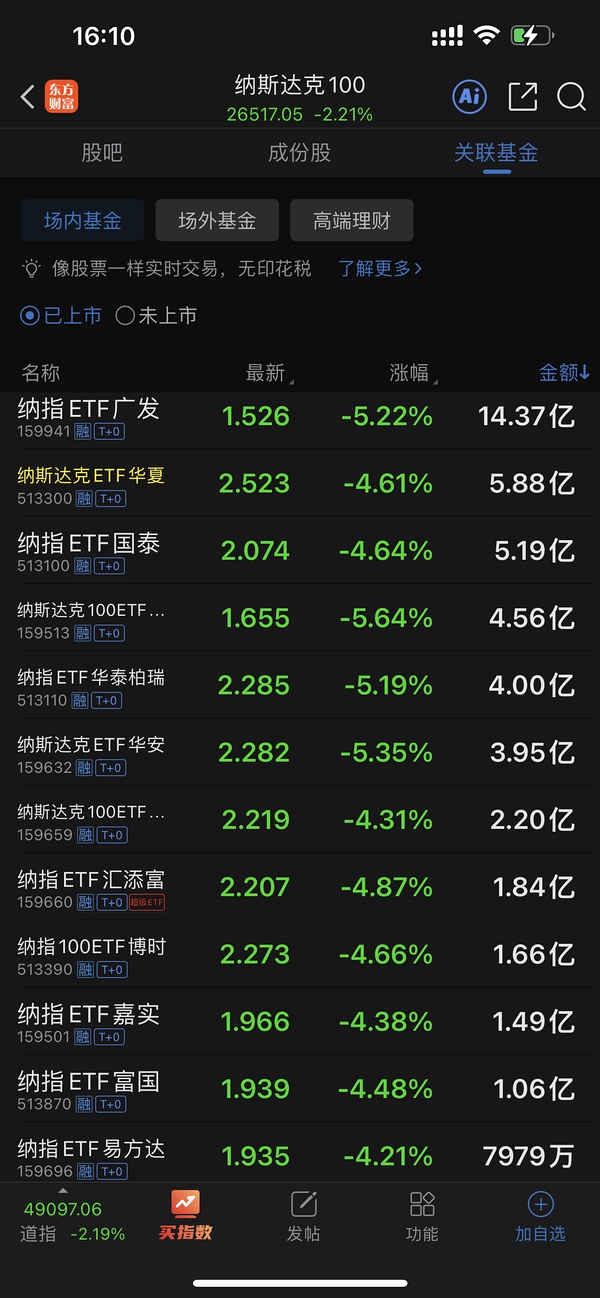 16:10
东方财富
纳斯达克100
26517.05 -2.21%
Ai
股吧 成份股 关联基金
场内基金 场外基金 高端理财
像股票一样实时交易，无印花税 了解更多>
已上市 未上市
名称 最新 涨幅 金额↓
纳指ETF广发 1.526 -5.22% 14.37亿
159941 融 T+0
纳斯达克ETF华夏 2.523 -4.61% 5.88亿
513300 融 T+0
纳指ETF国泰 2.074 -4.64% 5.19亿
513100 融 T+0
纳斯达克100ETF... 1.655 -5.64% 4.56亿
159513 融 T+0
纳指ETF华泰柏瑞 2.285 -5.19% 4.00亿
513110 融 T+0
纳斯达克ETF华安 2.282 -5.35% 3.95亿
159632 融 T+0
纳斯达克100ETF... 2.219 -4.31% 2.20亿
159659 融 T+0
纳指ETF汇添富 2.207 -4.87% 1.84亿
159660 融 T+0 超级ETF
纳指100ETF博时 2.273 -4.66% 1.66亿
513390 融 T+0
纳指ETF嘉实 1.966 -4.38% 1.49亿
159501 融 T+0
纳指ETF富国 1.939 -4.48% 1.06亿
513870 融 T+0
纳指ETF易方达 1.935 -4.21% 7979万
159696 融 T+0
49097.06
道指 -2.19% 买指数 发帖 功能 加自选